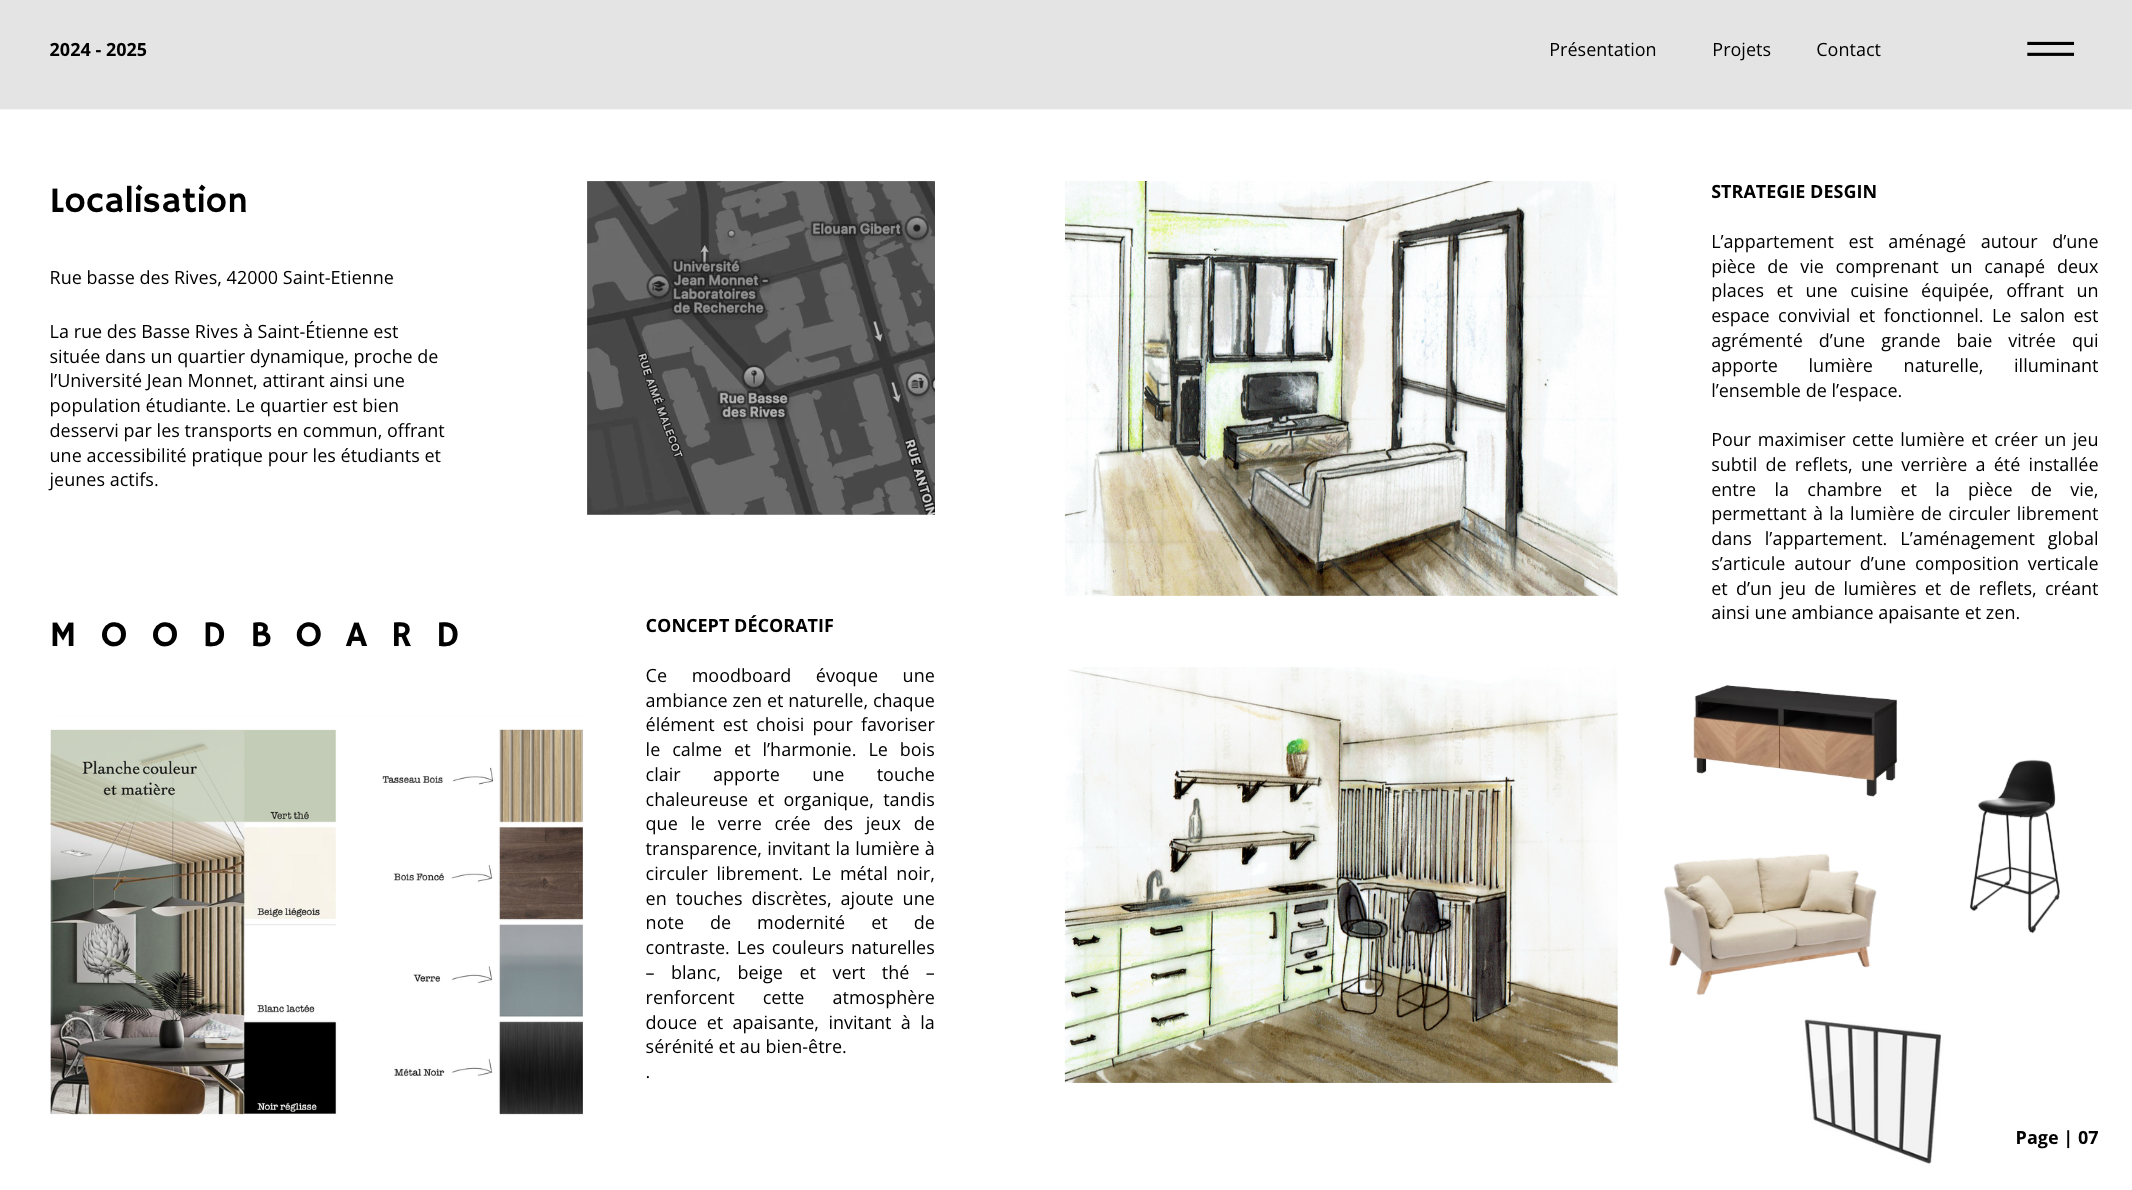 2024 - 2025
Présentation
Projets
Contact
Localisation
Rue basse des Rives, 42000 Saint-Etienne
La rue des Basse Rives à Saint-Étienne est
située dans un quartier dynamique, proche de
l'Université Jean Monnet, attirant ainsi une
population étudiante. Le quartier est bien
desservi par les transports en commun, offrant
une accessibilité pratique pour les étudiants et
jeunes actifs.
Elouan Gibert
Université
Jean Monnet -
Laboratoires
de Recherche
RUE AIMÉ MALECOT
Rue Basse
des Rives
RUE ANTOIN
MOODBOARD
Planche couleur
et matière
Vert thé
Beige liégeois
Blanc lactée
Noir réglisse
Tasseau Bois
Bois Foncé
Verre
Métal Noir
CONCEPT DÉCORATIF
Ce moodboard évoque une
ambiance zen et naturelle, chaque
élément est choisi pour favoriser
le calme et l'harmonie. Le bois
clair apporte une touche
chaleureuse et organique, tandis
que le verre crée des jeux de
transparence, invitant la lumière à
circuler librement. Le métal noir,
en touches discrètes, ajoute une
note de modernité et de
contraste. Les couleurs naturelles
– blanc, beige et vert thé –
renforcent cette atmosphère
douce et apaisante, invitant à la
sérénité et au bien-être.
.
STRATEGIE DESGIN
L'appartement est aménagé autour d'une
pièce de vie comprenant un canapé deux
places et une cuisine équipée, offrant un
espace convivial et fonctionnel. Le salon est
agrémenté d'une grande baie vitrée qui
apporte lumière naturelle, illuminant
l'ensemble de l'espace.
Pour maximiser cette lumière et créer un jeu
subtil de reflets, une verrière a été installée
entre la chambre et la pièce de vie,
permettant à la lumière de circuler librement
dans l'appartement. L'aménagement global
s'articule autour d'une composition verticale
et d'un jeu de lumières et de reflets, créant
ainsi une ambiance apaisante et zen.
Page | 07